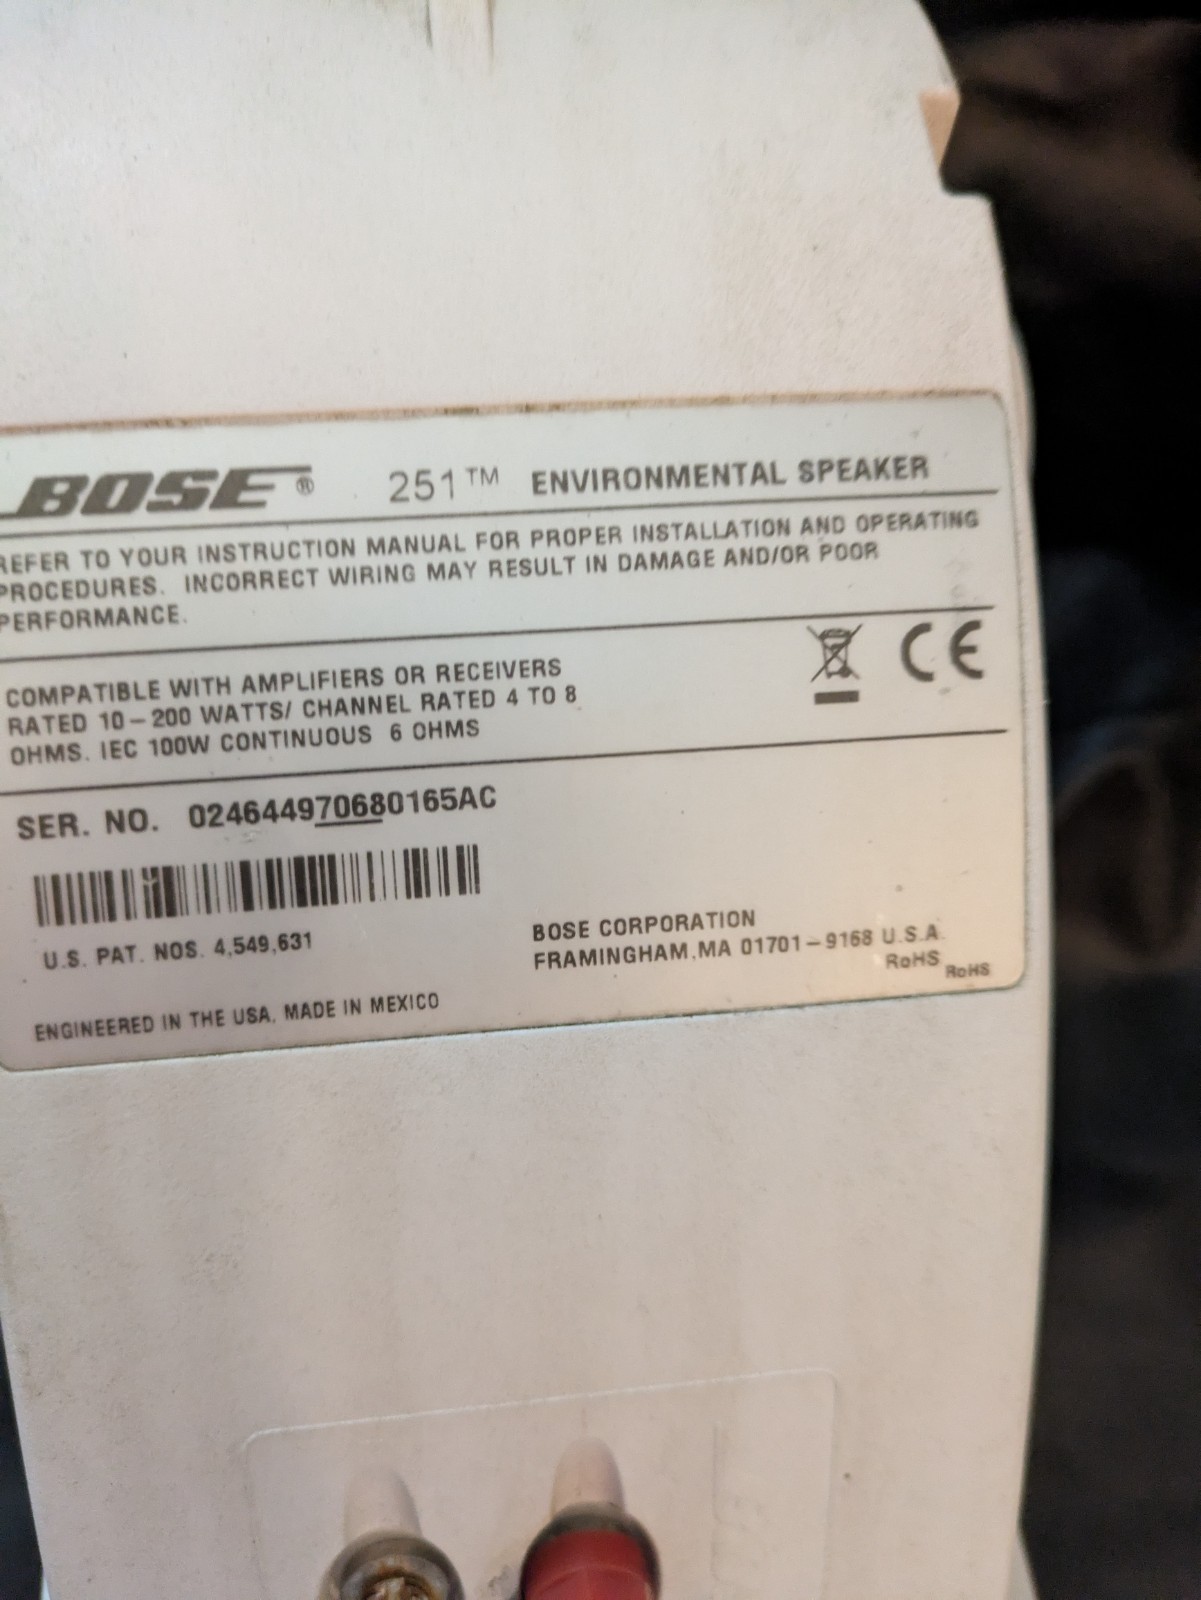 BOSE® 251™ ENVIRONMENTAL SPEAKER
REFER TO YOUR INSTRUCTION MANUAL FOR PROPER INSTALLATION AND OPERATING
PROCEDURES. INCORRECT WIRING MAY RESULT IN DAMAGE AND/OR POOR
PERFORMANCE.
COMPATIBLE WITH AMPLIFIERS OR RECEIVERS
RATED 10–200 WATTS/ CHANNEL RATED 4 TO 8
OHMS. IEC 100W CONTINUOUS 6 OHMS
CE
SER. NO. 024644970680165AC
U.S. PAT. NOS. 4,549,631
BOSE CORPORATION
FRAMINGHAM,MA 01701–9168 U.S.A.
RoHS
RoHS
ENGINEERED IN THE USA. MADE IN MEXICO